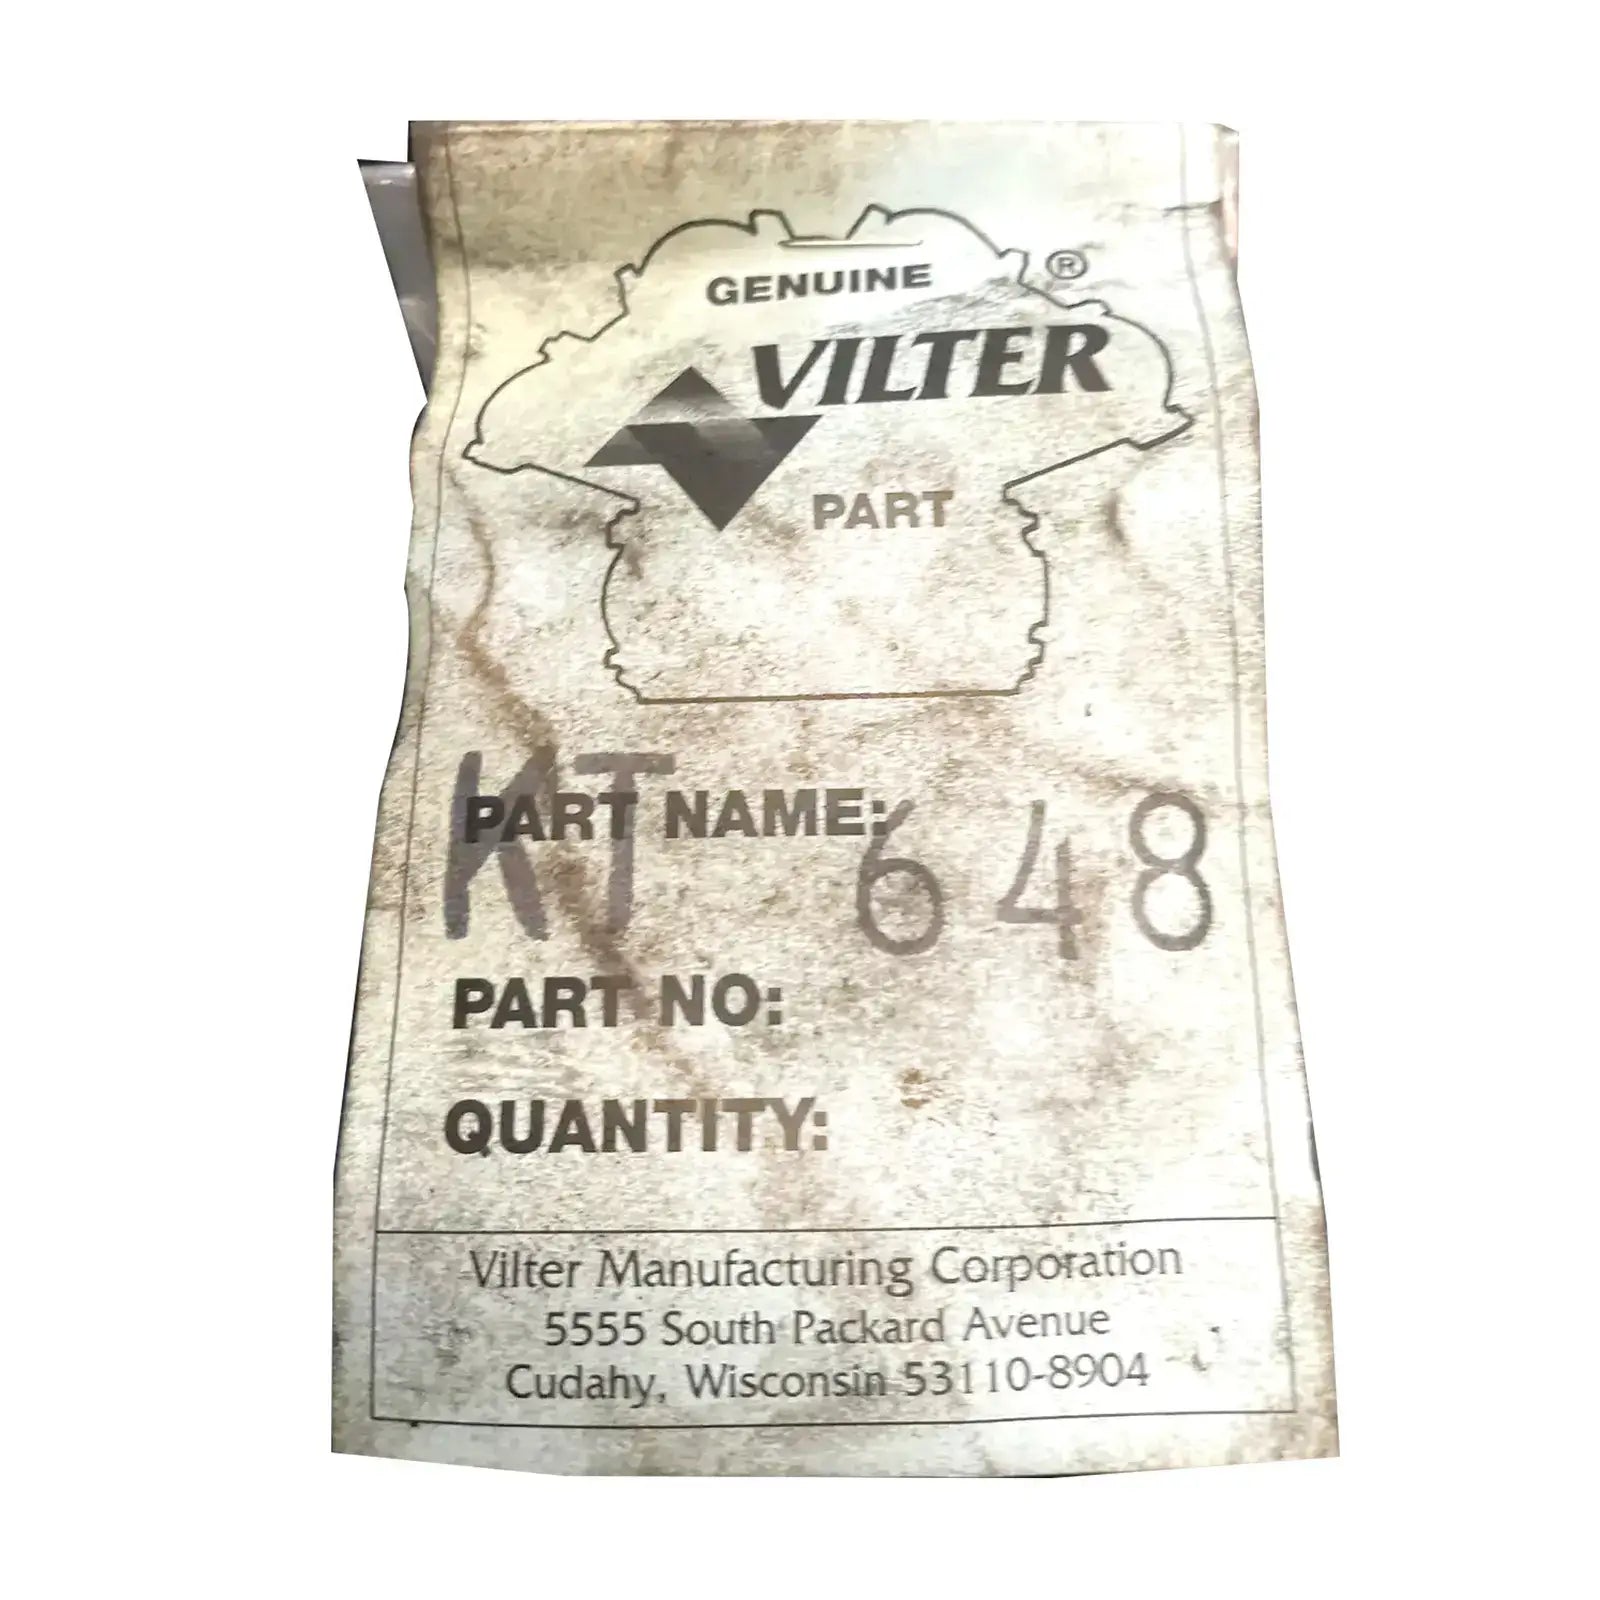 GENUINE ®
VILTER
PART
KT 648
PART NAME:
PART NO:
QUANTITY:
Vilter Manufacturing Corporation
5555 South Packard Avenue
Cudahy, Wisconsin 53110-8904